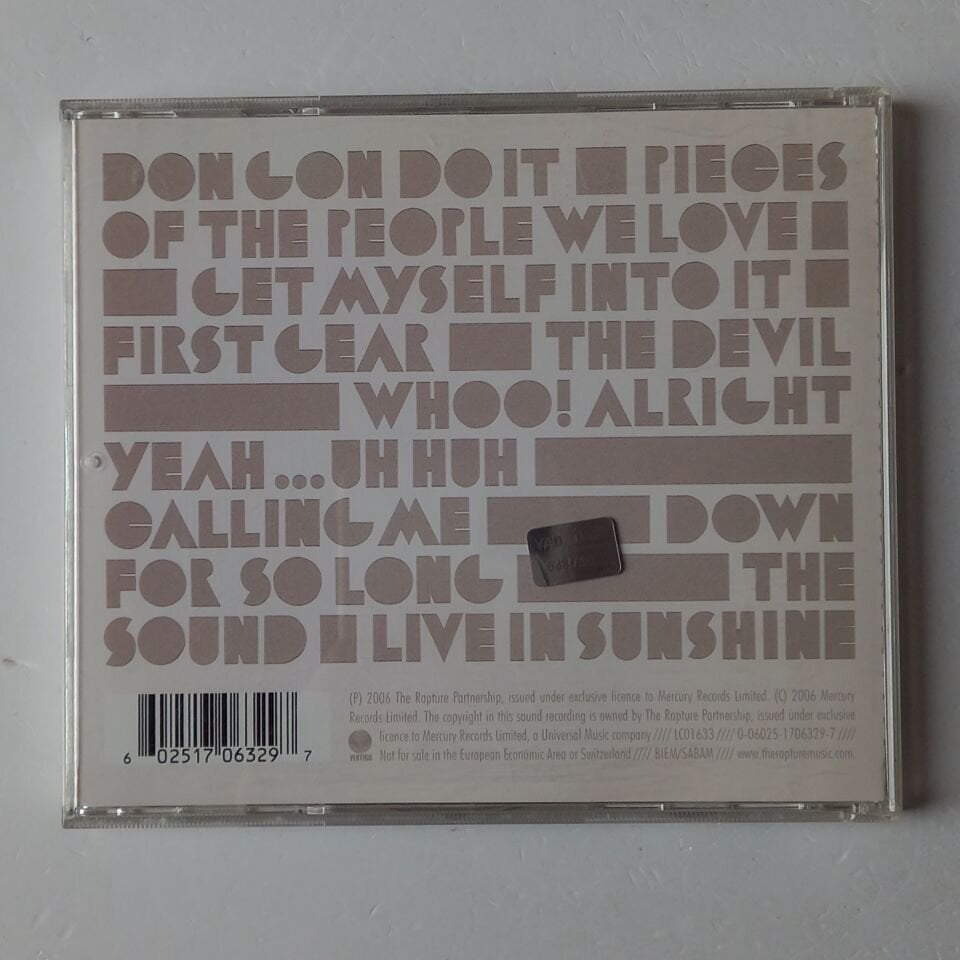 DON GON DO IT PIECES
OF THE PEOPLE WE LOVE
GET MYSELF INTO IT
FIRST GEAR THE DEVIL
WHOO! ALRIGHT
YEAH ...UH HUH
CALLING ME DOWN
FOR SO LONG THE
SOUND LIVE IN SUNSHINE
(P) 2006 The Rapture Partnership, issued under exclusive licence to Mercury Records Limited. (C) 2006 Mercury
Records Limited. The copyright in this sound recording is owned by The Rapture Partnership, issued under exclusive
licence to Mercury Records Limited, a Universal Music company //// LC01633 //// 0-06025-1706329-7 ////
VERTIGO Not for sale in the European Economic Area or Switzerland //// BIEM/SABAM //// www.therapturemusic.com
6 02517 06329 7